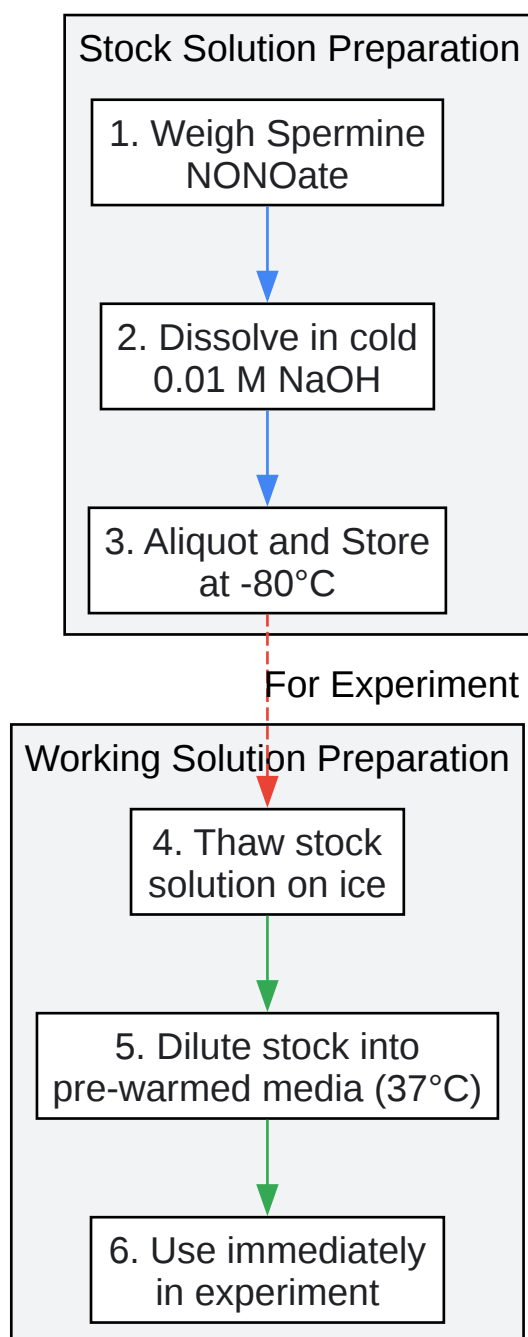 Stock Solution Preparation
1. Weigh Spermine
NONOate
2. Dissolve in cold
0.01 M NaOH
3. Aliquot and Store
at -80°C
For Experiment
Working Solution Preparation
4. Thaw stock
solution on ice
5. Dilute stock into
pre-warmed media (37°C)
6. Use immediately
in experiment